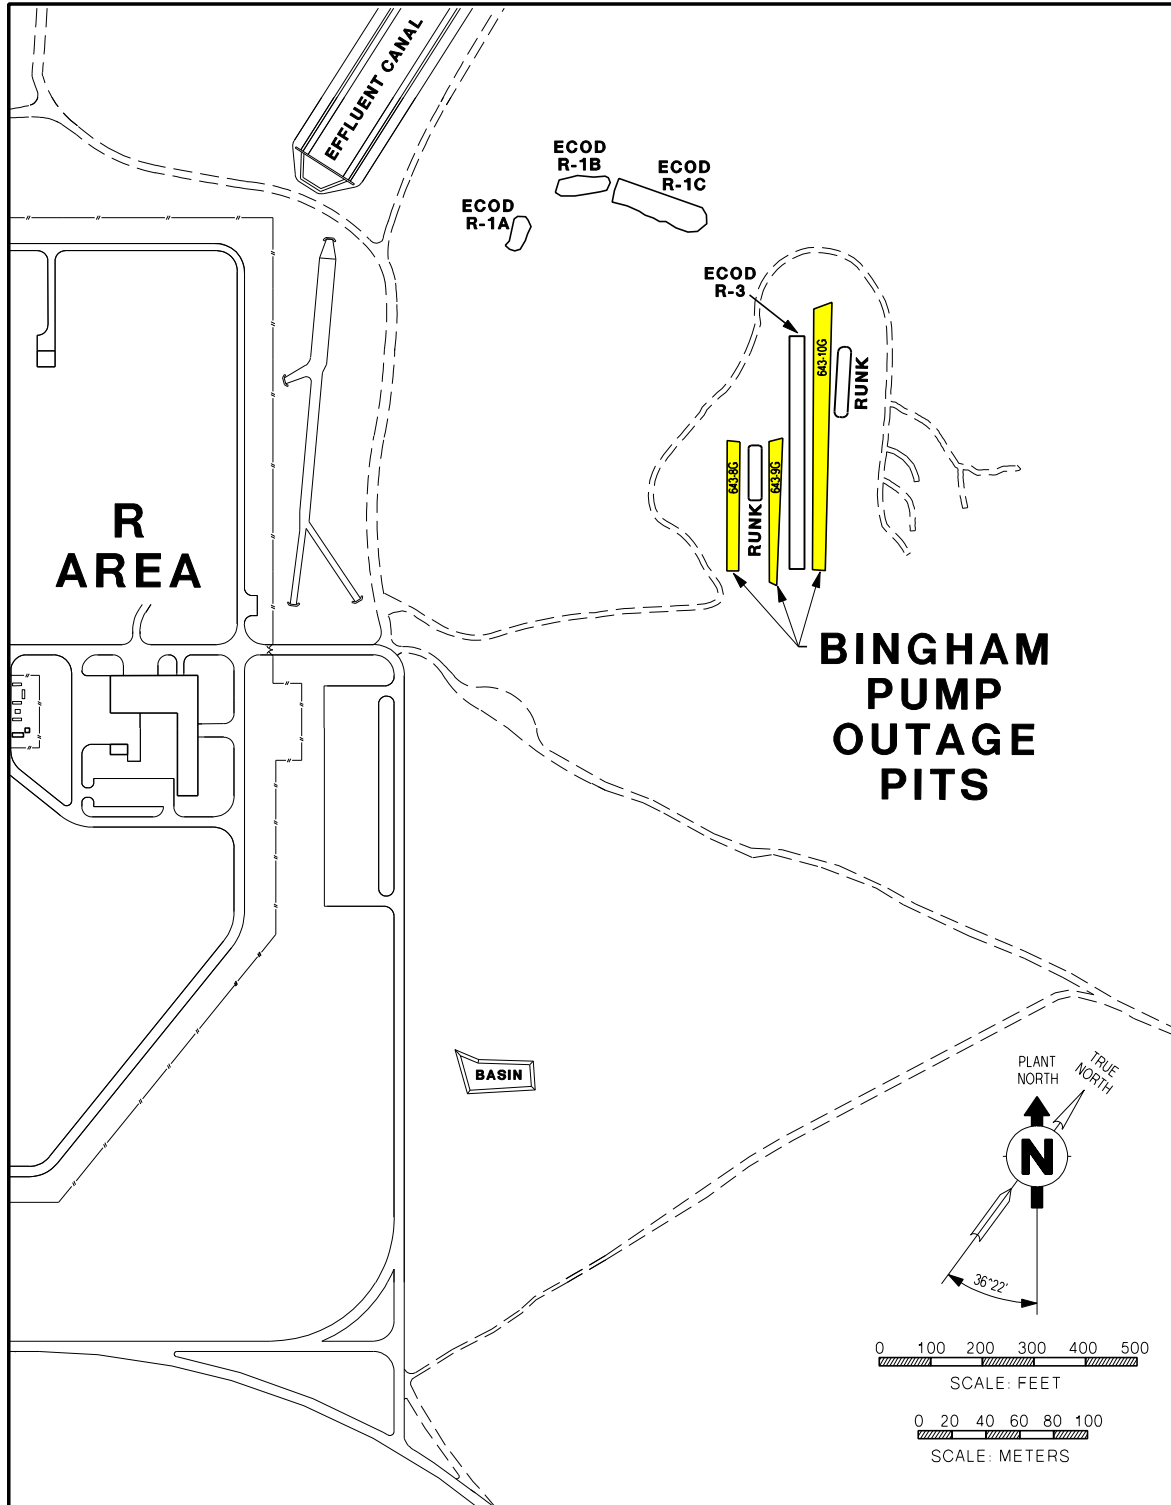 EFFLUENT CANAL
ECOD
R-1B
ECOD
R-1C
ECOD
R-1A
ECOD
R-3
643-10G
RUNK
643-8G
RUNK
643-9G
R
AREA
BINGHAM
PUMP
OUTAGE
PITS
BASIN
PLANT
NORTH
TRUE
NORTH
N
36°22'
0 100 200 300 400 500
SCALE: FEET
0 20 40 60 80 100
SCALE: METERS